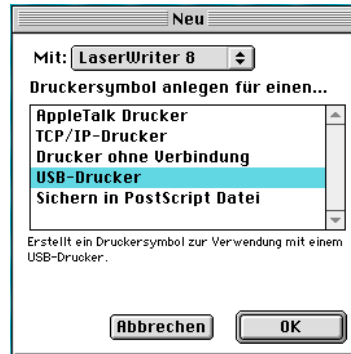 Neu
Mit: LaserWriter 8
Druckersymbol anlegen für einen...
AppleTalk Drucker
TCP/IP-Drucker
Drucker ohne Verbindung
USB-Drucker
Sichern in PostScript Datei
Erstellt ein Druckersymbol zur Verwendung mit einem
USB-Drucker.
Abbrechen OK